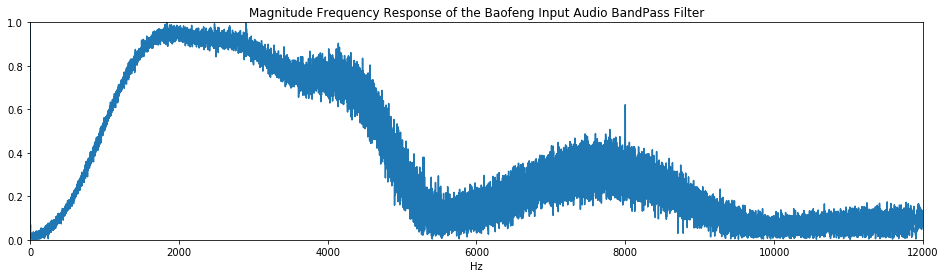 Magnitude Frequency Response of the Baofeng Input Audio BandPass Filter
1.0
0.8
0.6
0.4
0.2
0.0
0 2000 4000 6000 8000 10000 12000
Hz